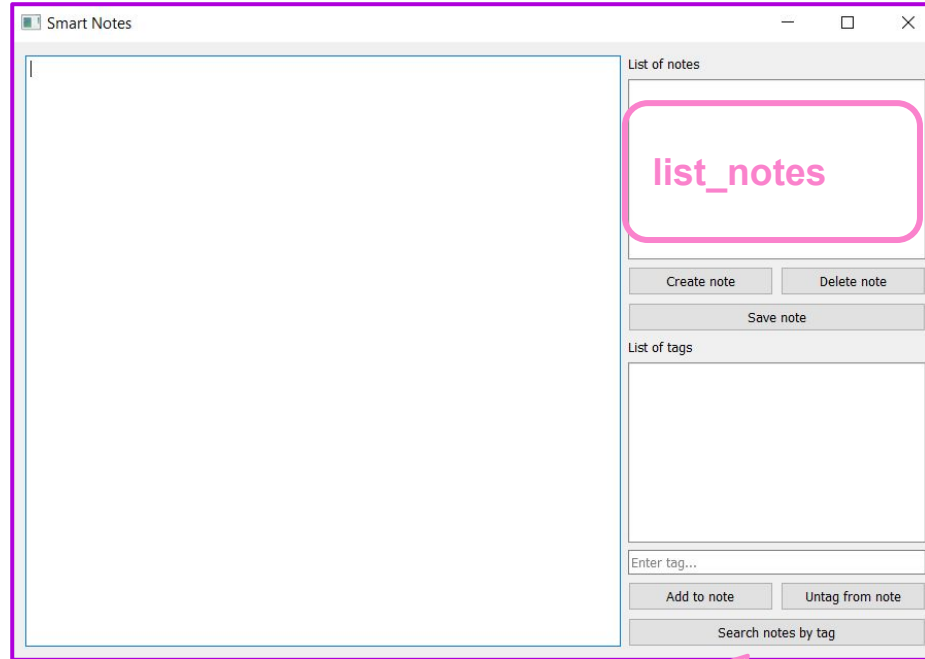 Smart Notes
List of notes
list_notes
Create note
Delete note
Save note
List of tags
Enter tag...
Add to note
Untag from note
Search notes by tag